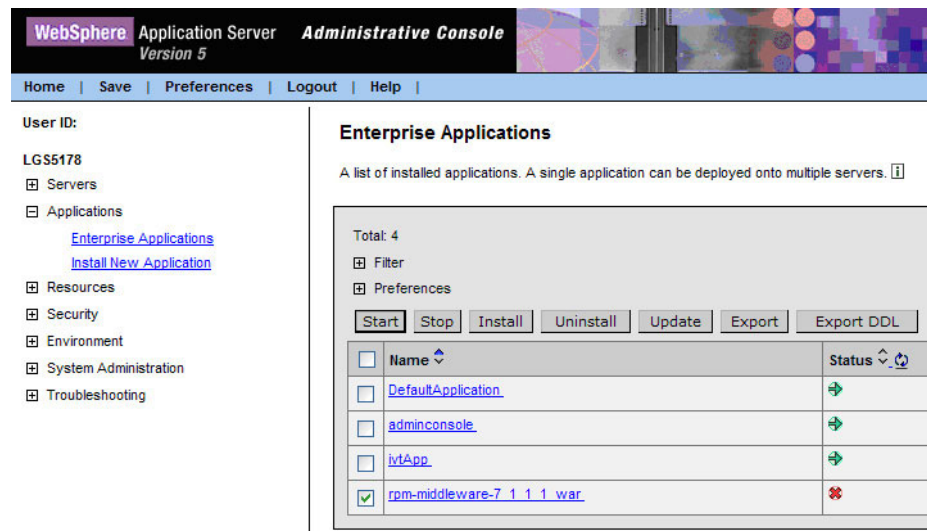 WebSphere Application Server Administrative Console
Version 5
Home | Save | Preferences | Logout | Help |
User ID:
LGS5178
Servers
Applications
Enterprise Applications
Install New Application
Resources
Security
Environment
System Administration
Troubleshooting
Enterprise Applications
A list of installed applications. A single application can be deployed onto multiple servers. i
Total: 4
Filter
Preferences
Start Stop Install Uninstall Update Export Export DDL
Name Status
DefaultApplication
adminconsole
ivtApp
rpm-middleware-7_1_1_1_war